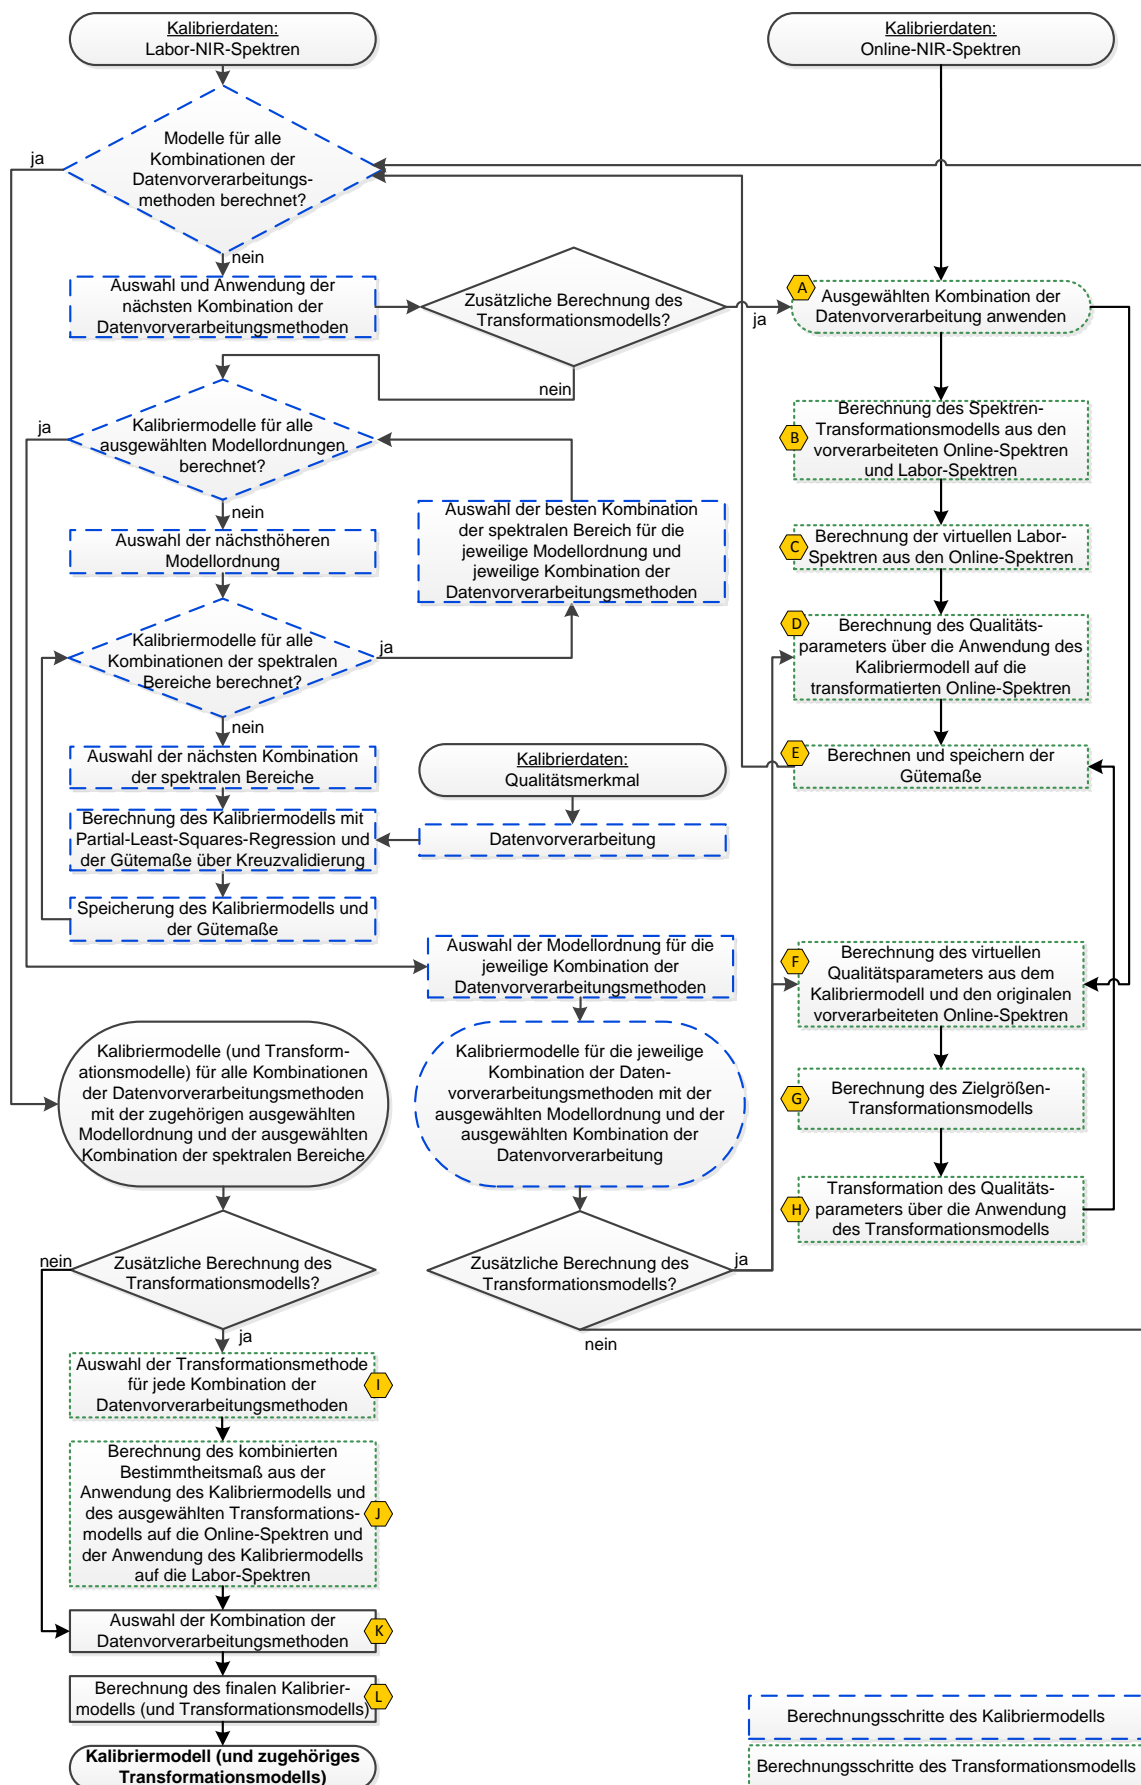 Kalibrierdaten:
Labor-NIR-Spektren
Kalibrierdaten:
Online-NIR-Spektren
Modelle für alle
Kombinationen der
Datenvorverarbeitungs-
methoden berechnet?
ja
nein
Auswahl und Anwendung der
nächsten Kombination der
Datenvorverarbeitungsmethoden
Zusätzliche Berechnung des
Transformationsmodells?
ja
nein
A
Ausgewählten Kombination der
Datenvorverarbeitung anwenden
Kalibriermodelle für alle
ausgewählten Modellordnungen
berechnet?
ja
nein
Auswahl der nächsthöheren
Modellordnung
Auswahl der besten Kombination
der spektralen Bereich für die
jeweilige Modellordnung und
jeweilige Kombination der
Datenvorverarbeitungsmethoden
B
Berechnung des Spektren-
Transformationsmodells aus den
vorverarbeiteten Online-Spektren
und Labor-Spektren
C
Berechnung der virtuellen Labor-
Spektren aus den Online-Spektren
Kalibriermodelle für alle
Kombinationen der spektralen
Bereiche berechnet?
ja
nein
D
Berechnung des Qualitäts-
parameters über die Anwendung des
Kalibriermodell auf die
transformierten Online-Spektren
Auswahl der nächsten Kombination
der spektralen Bereiche
Kalibrierdaten:
Qualitätsmerkmal
E
Berechnen und speichern der
Gütemaße
Berechnung des Kalibriermodells mit
Partial-Least-Squares-Regression und
der Gütemaße über Kreuzvalidierung
Datenvorverarbeitung
Speicherung des Kalibriermodells und
der Gütemaße
Auswahl der Modellordnung für die
jeweilige Kombination der
Datenvorverarbeitungsmethoden
F
Berechnung des virtuellen
Qualitätsparameters aus dem
Kalibriermodell und den originalen
vorverarbeiteten Online-Spektren
Kalibriermodelle (und Transform-
ationsmodelle) für alle Kombinationen
der Datenvorverarbeitungsmethoden
mit der zugehörigen ausgewählten
Modellordnung und der ausgewählten
Kombination der spektralen Bereiche
Kalibriermodelle für die jeweilige
Kombination der Daten-
vorverarbeitungsmethoden mit der
ausgewählten Modellordnung und der
ausgewählten Kombination der
Datenvorverarbeitung
G
Berechnung des Zielgrößen-
Transformationsmodells
H
Transformation des Qualitäts-
parameters über die Anwendung
des Transformationsmodells
Zusätzliche Berechnung des
Transformationsmodells?
nein
ja
Zusätzliche Berechnung des
Transformationsmodells?
ja
nein
Auswahl der Transformationsmethode
für jede Kombination der
Datenvorverarbeitungsmethoden
I
Berechnung des kombinierten
Bestimmtheitsmaß aus der
Anwendung des Kalibriermodells und
des ausgewählten Transformations-
modells auf die Online-Spektren und
der Anwendung des Kalibriermodells
auf die Labor-Spektren
J
Auswahl der Kombination der
Datenvorverarbeitungsmethoden
K
Berechnung des finalen Kalibrier-
modells (und Transformationsmodells)
L
Kalibriermodell (und zugehöriges
Transformationsmodells)
Berechnungsschritte des Kalibriermodells
Berechnungsschritte des Transformationsmodells